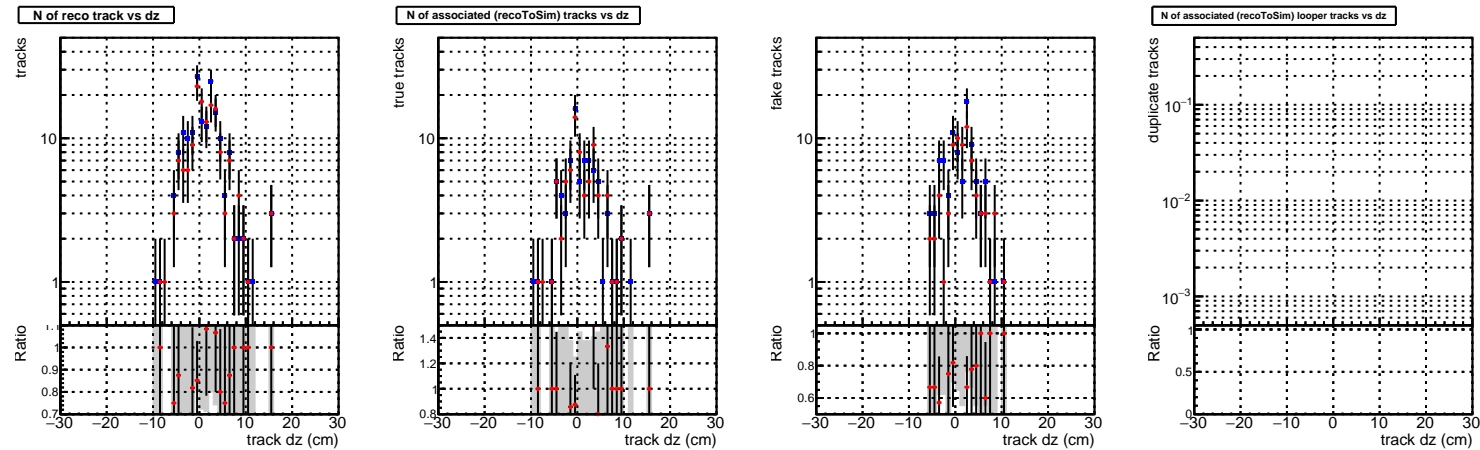 N of reco track vs dz
tracks
10
1
Ratio
1.1
1
0.9
0.8
0.7
−30 −20 −10 0 10 20 30
track dz (cm)
N of associated (recoToSim) tracks vs dz
true tracks
10
1
Ratio
1.4
1.2
1
0.8
−30 −20 −10 0 10 20 30
track dz (cm)
fake tracks
10
1
Ratio
1
0.8
0.6
−30 −20 −10 0 10 20 30
track dz (cm)
N of associated (recoToSim) looper tracks vs dz
duplicate tracks
10−1
10−2
10−3
Ratio
1
0.5
0
−30 −20 −10 0 10 20 30
track dz (cm)